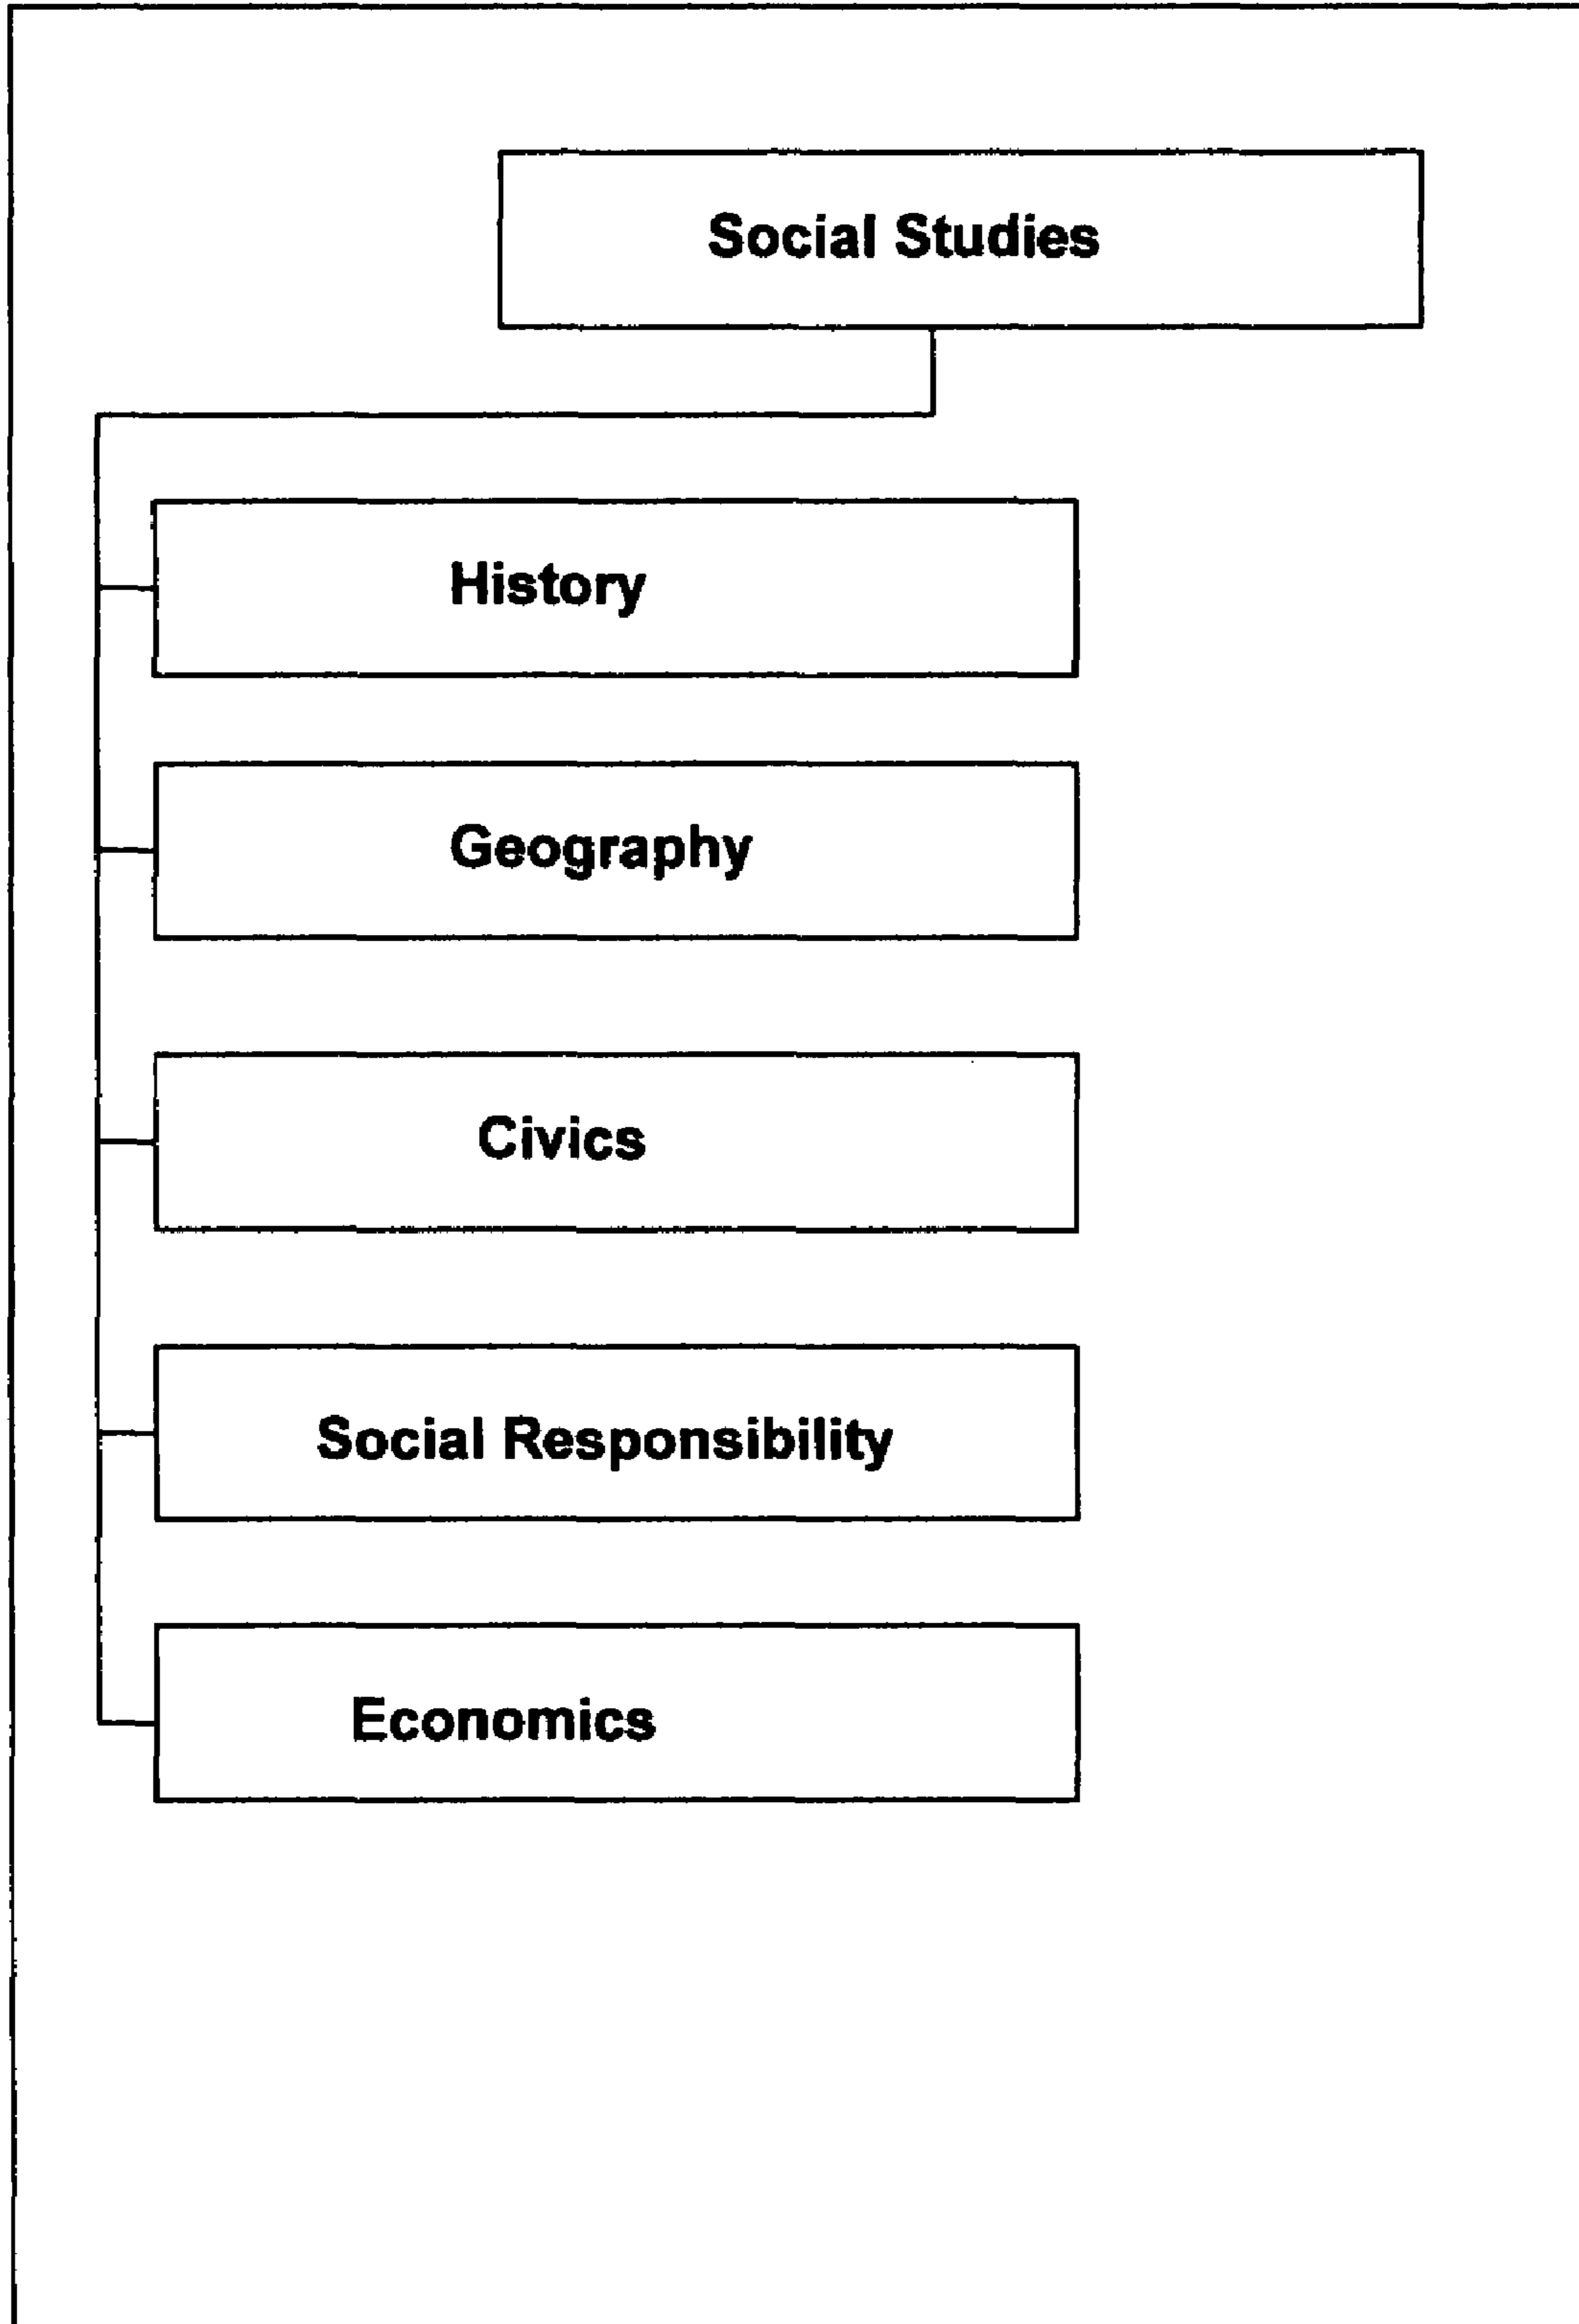 Social Studies
History
Geography
Civics
Social Responsibility
Economics